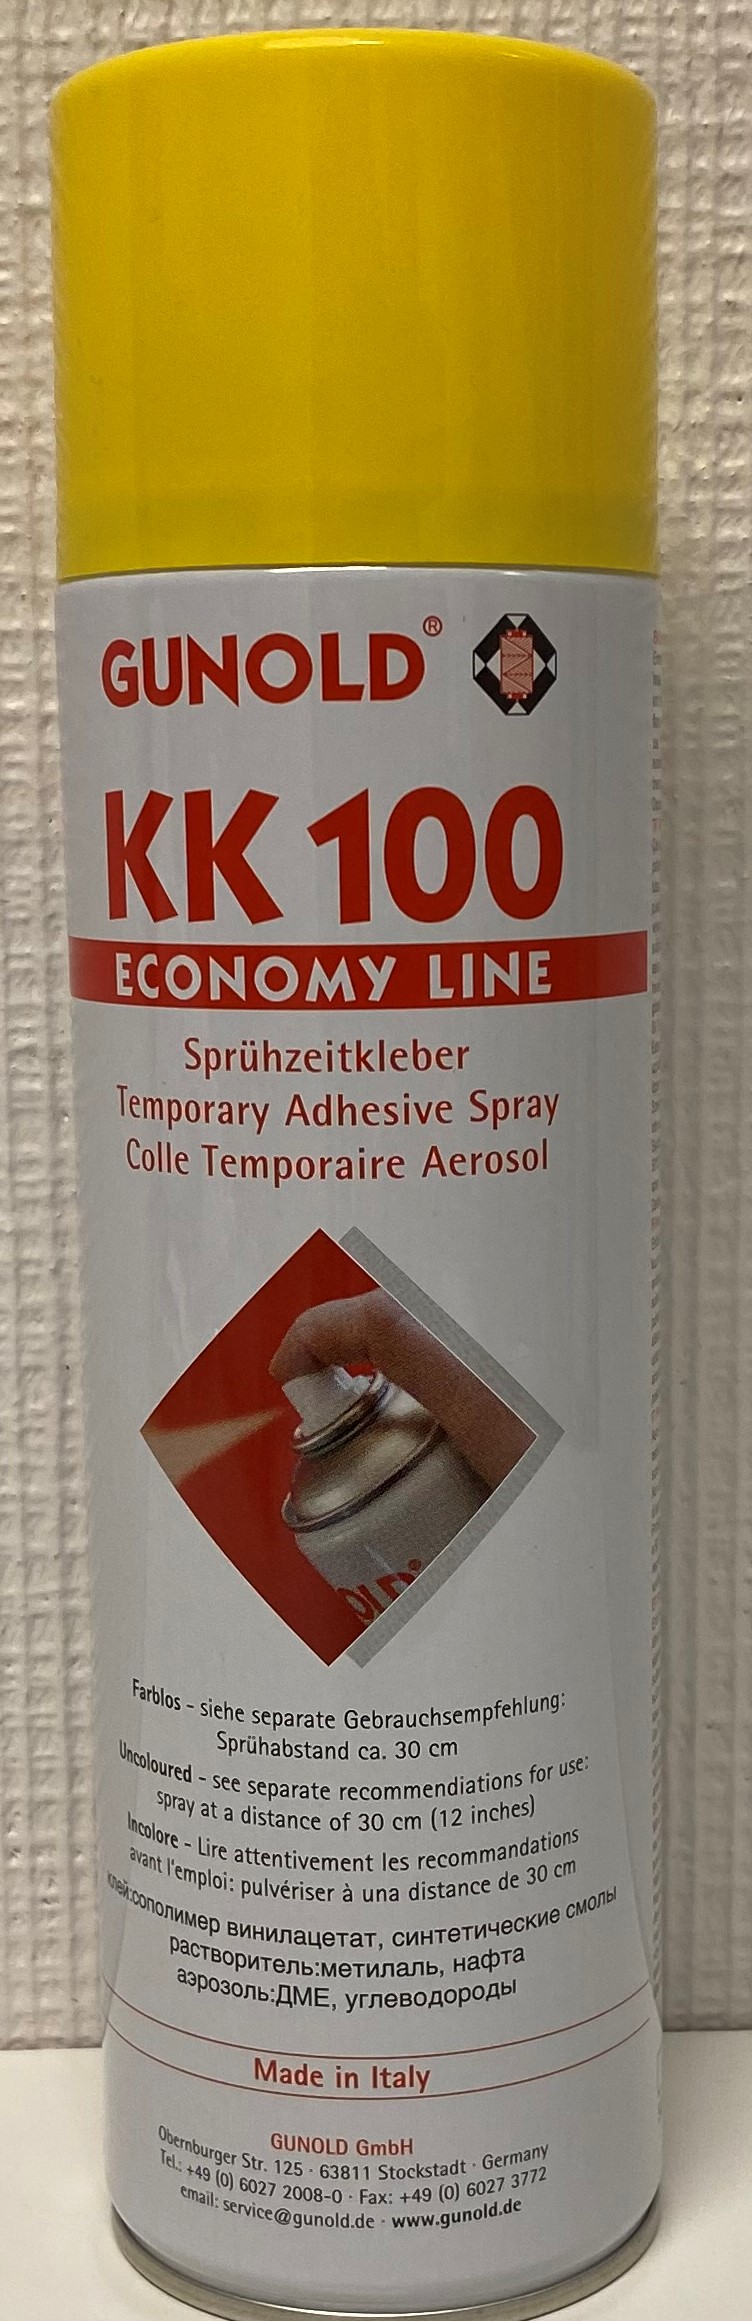 GUNOLD®
KK 100
ECONOMY LINE
Sprühzeitkleber
Temporary Adhesive Spray
Colle Temporaire Aerosol
OLD®
Farblos - siehe separate Gebrauchsempfehlung:
Sprühabstand ca. 30 cm
Uncoloured - see separate recommendiations for use:
spray at a distance of 30 cm (12 inches)
Incolore - Lire attentivement les recommandations
avant l'emploi: pulvériser à una distance de 30 cm
клей:сополимер винилацетат, синтетические смолы
растворитель:метилаль, нафта
аэрозоль:ДМЕ, углеводороды
Made in Italy
GUNOLD GmbH
Obernburger Str. 125 · 63811 Stockstadt · Germany
Tel.: +49 (0) 6027 2008-0 · Fax: +49 (0) 6027 3772
email: service@gunold.de · www.gunold.de